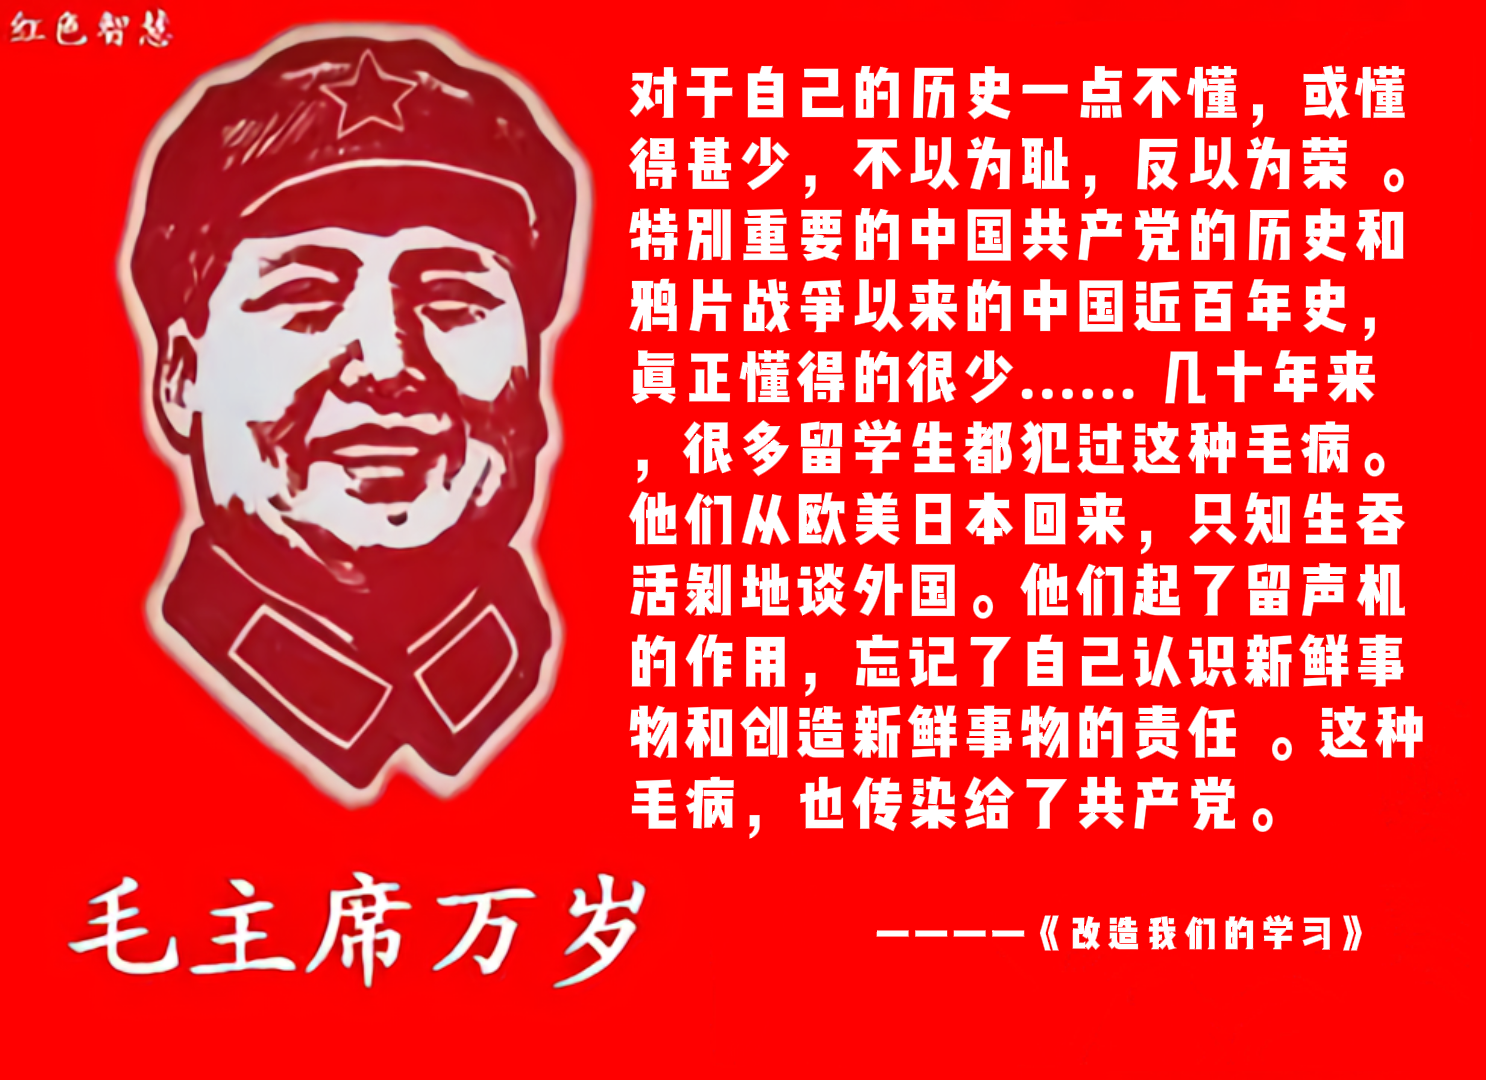 红色智慧
对于自己的历史一点不懂，或懂
得甚少，不以为耻，反以为荣 。
特别重要的中国共产党的历史和
鸦片战爭以来的中国近百年史，
眞正懂得的很少…… 几十年来
，很多留学生都犯过这种毛病。
他们从欧美日本回来，只知生吞
活剝地谈外国。他们起了留声机
的作用，忘记了自己认识新鲜事
物和创造新鲜事物的责任 。这种
毛病，也传染给了共产党。
————《改造我们的学习》
毛主席万岁